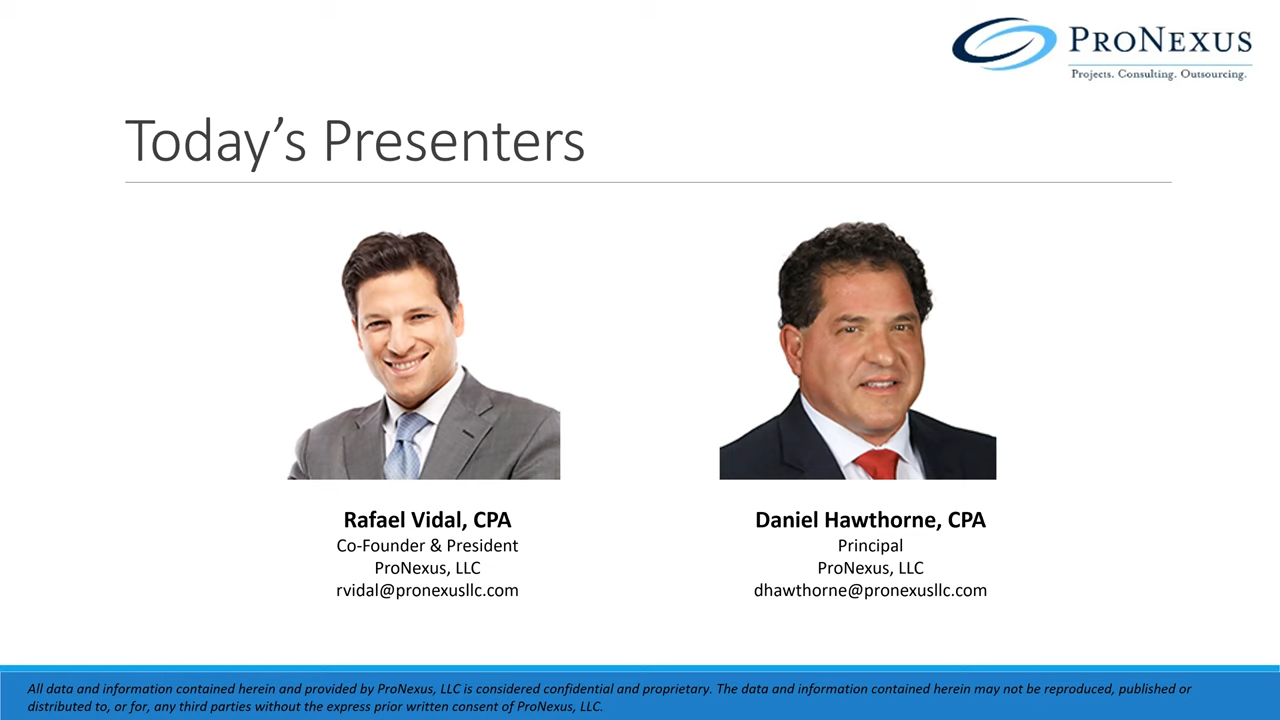 PRONEXUS
Projects. Consulting. Outsourcing.
Today’s Presenters
Rafael Vidal, CPA
Co-Founder & President
ProNexus, LLC
rvidal@pronexusllc.com
Daniel Hawthorne, CPA
Principal
ProNexus, LLC
dhawthorne@pronexusllc.com
All data and information contained herein and provided by ProNexus, LLC is considered confidential and proprietary. The data and information contained herein may not be reproduced, published or
distributed to, or for, any third parties without the express prior written consent of ProNexus, LLC.